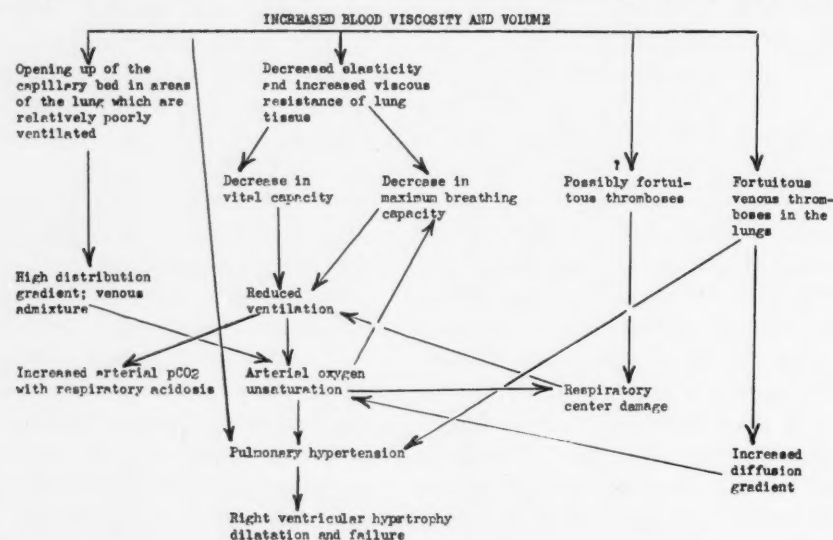 INCREASED BLOOD VISCOSITY AND VOLUME
Opening up of the
capillary bed in areas
of the lung which are
relatively poorly
ventilated
Decreased elasticity
and increased viscous
resistance of lung
tissue
Decrease in
vital capacity
Decrease in
maximum breathing
capacity
?
Possibly fortui-
tous thromboses
Fortuitous
venous throm-
boses in the
lungs
High distribution
gradient; venous
admixture
Reduced
ventilation
Increased arterial pCO2
with respiratory acidosis
Arterial oxygen
unsaturation
Respiratory
center damage
Pulmonary hypertension
Increased
diffusion
gradient
Right ventricular hyprtrophy
dilatation and failure